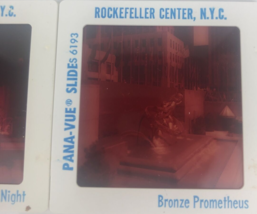 Y.C.
Night
ROCKEFELLER CENTER, N.Y.C.
PANA-VUE® SLIDES 6193
Bronze Prometheus